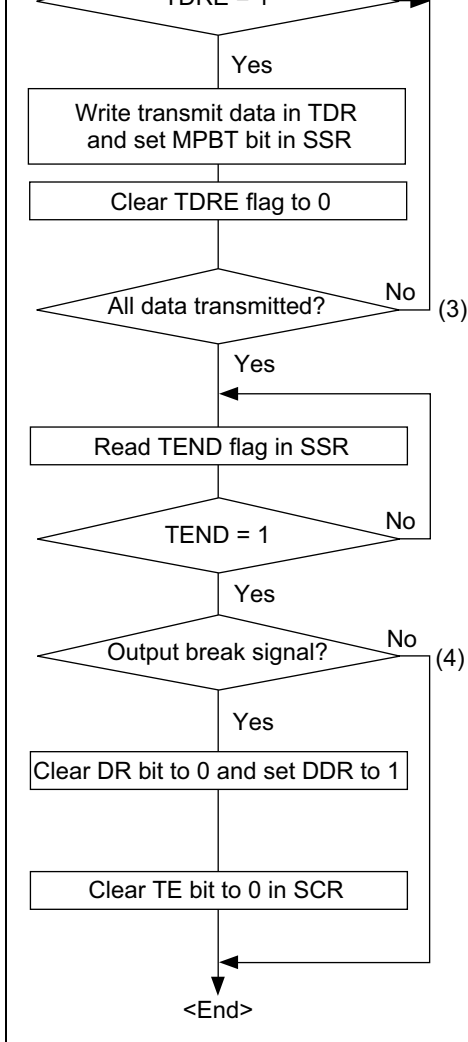 TDRE = 1
Yes
Write transmit data in TDR
and set MPBT bit in SSR
Clear TDRE flag to 0
All data transmitted?
No
(3)
Yes
Read TEND flag in SSR
TEND = 1
No
Yes
Output break signal?
No
(4)
Yes
Clear DR bit to 0 and set DDR to 1
Clear TE bit to 0 in SCR
<End>